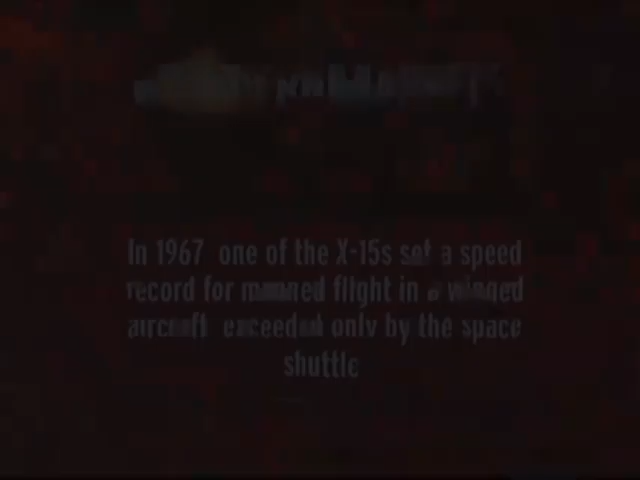 In 1967 one of the X-15s set a speed
record for manned flight in a winged
aircraft exceeded only by the space
shuttle